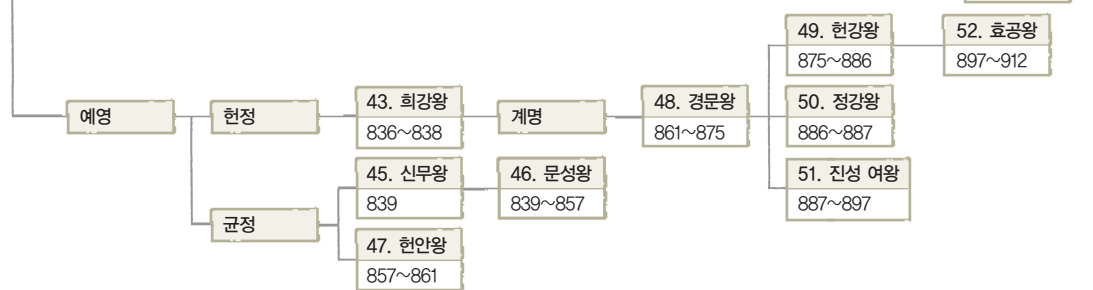 49. 헌강왕
875~886
52. 효공왕
897~912
예영
헌정
43. 희강왕
836~838
계명
48. 경문왕
861~875
50. 정강왕
886~887
45. 신무왕
839
46. 문성왕
839~857
51. 진성 여왕
887~897
균정
47. 헌안왕
857~861